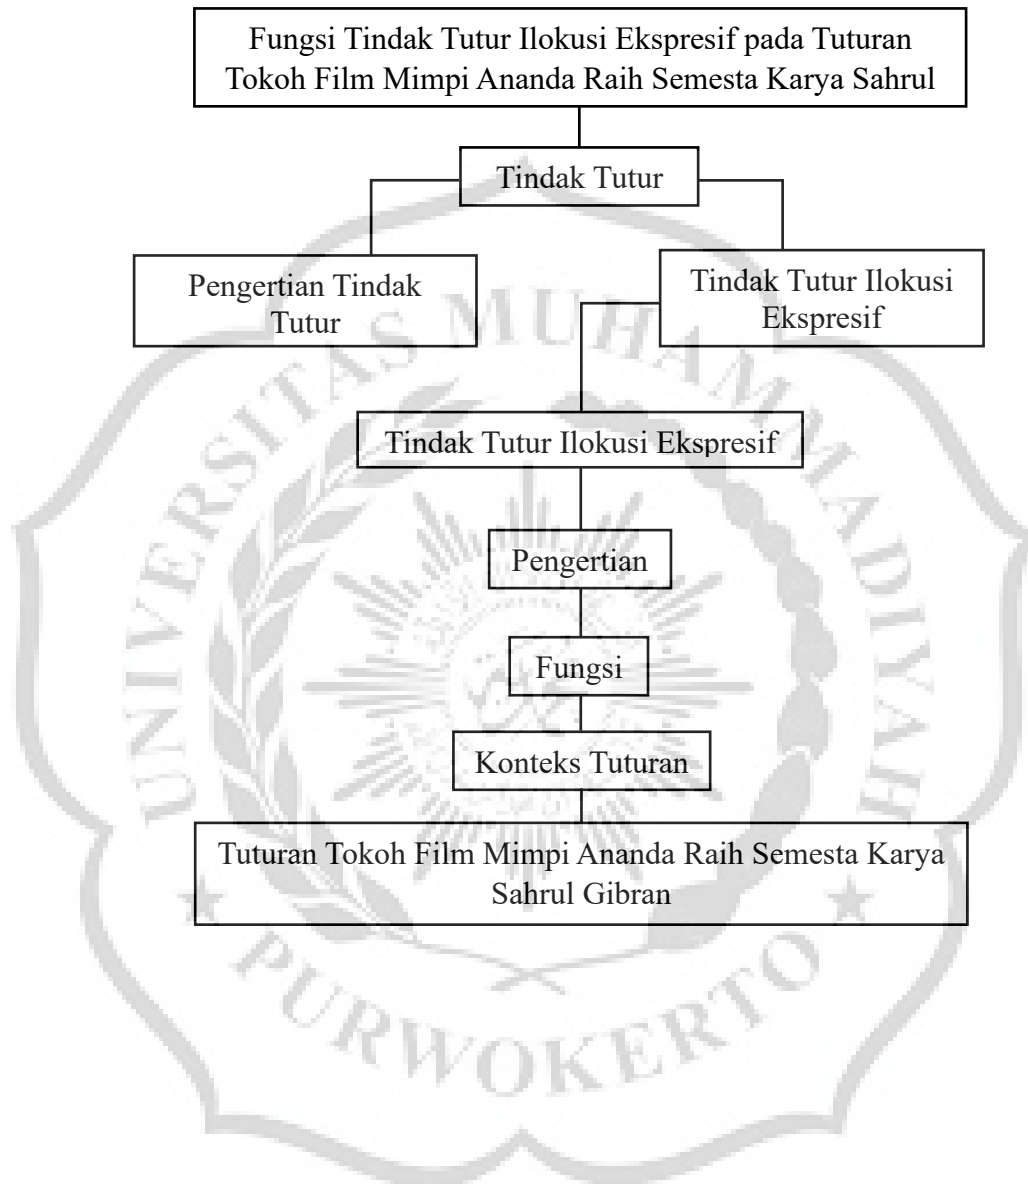 Fungsi Tindak Tutur Ilokusi Ekspresif pada Tuturan
Tokoh Film Mimpi Ananda Raih Semesta Karya Sahrul
Tindak Tutur
Pengertian Tindak
Tutur
Tindak Tutur Ilokusi
Ekspresif
Tindak Tutur Ilokusi Ekspresif
Pengertian
Fungsi
Konteks Tuturan
Tuturan Tokoh Film Mimpi Ananda Raih Semesta Karya
Sahrul Gibran
UNIVERSITAS MUHAMMADIYAH
PURWOKERTO